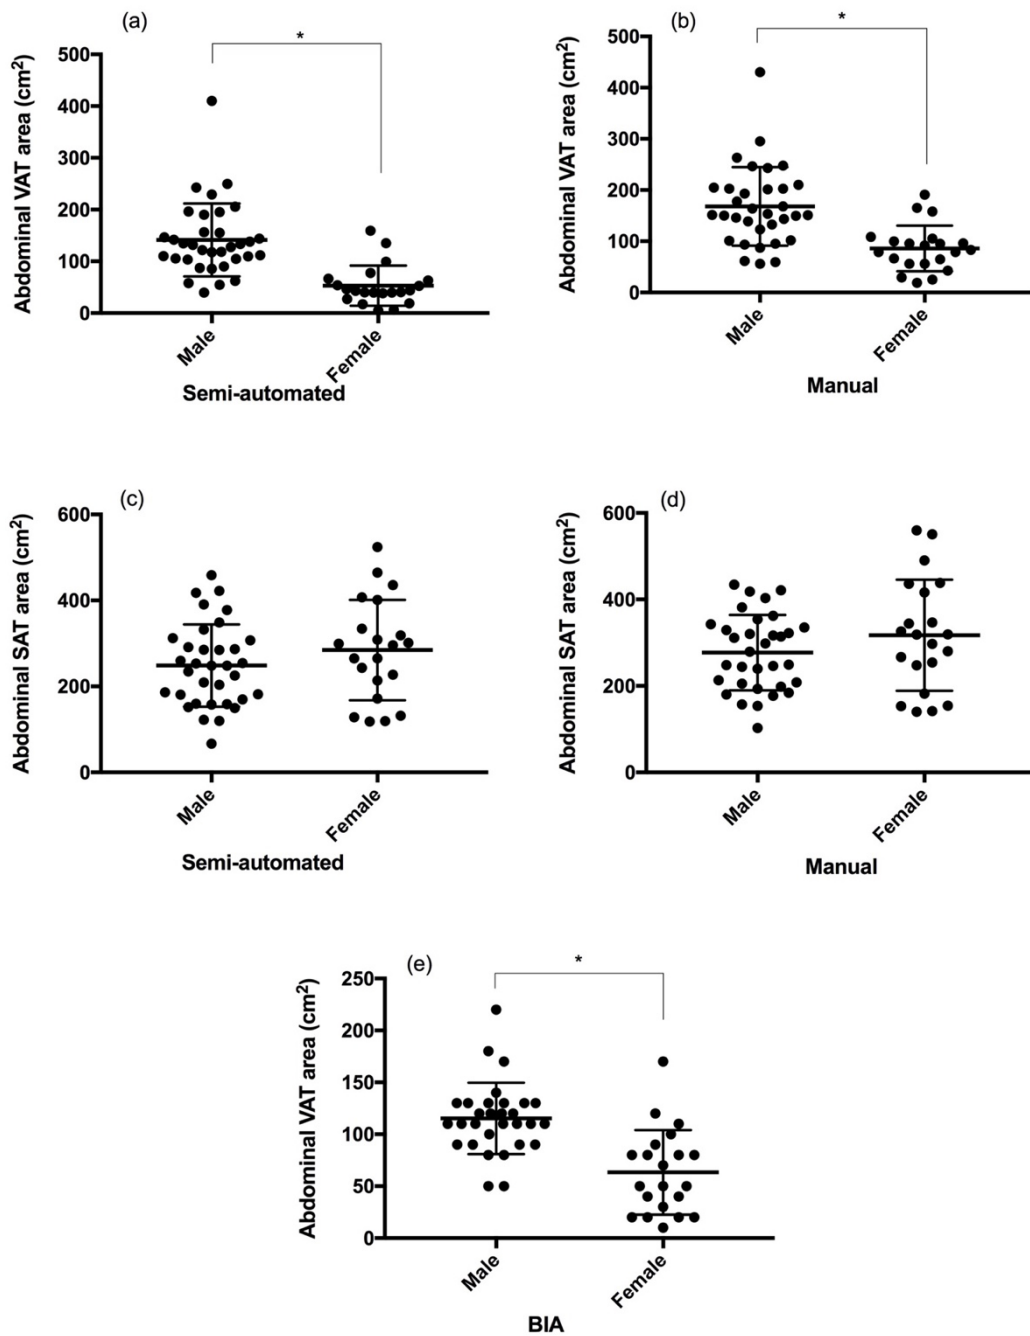 (a)
*
Abdominal VAT area (cm²)
500
400
300
200
100
0
Male
Female
Semi-automated
(b)
*
Abdominal VAT area (cm²)
500
400
300
200
100
0
Male
Female
Manual
(c)
Abdominal SAT area (cm²)
600
400
200
0
Male
Female
Semi-automated
(d)
Abdominal SAT area (cm²)
600
400
200
0
Male
Female
Manual
(e)
*
Abdominal VAT area (cm²)
250
200
150
100
50
0
Male
Female
BIA